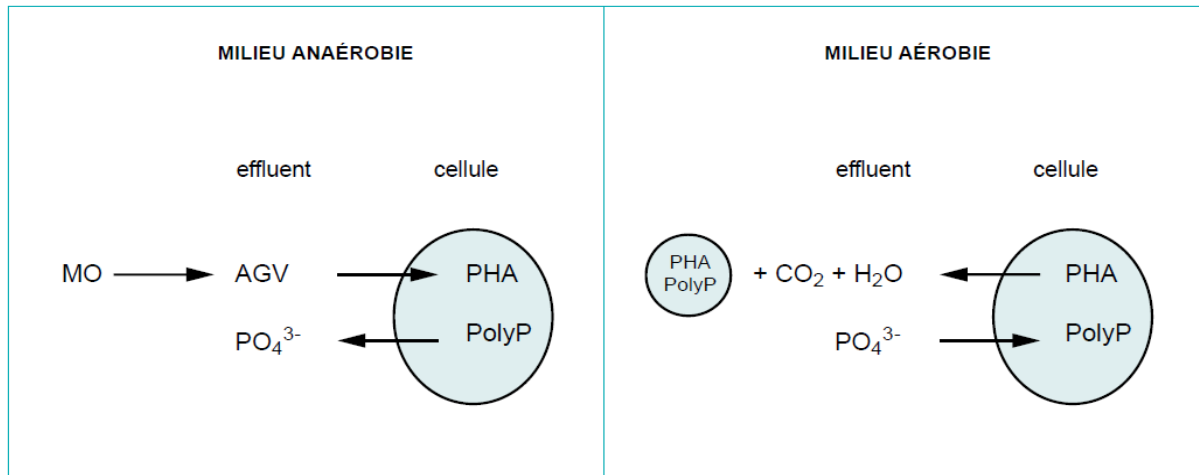 MILIEU ANAÉROBIE
effluent cellule
MO AGV PHA
PO₄³⁻ PolyP
MILIEU AÉROBIE
effluent cellule
PHA
PolyP
+ CO₂ + H₂O PHA
PO₄³⁻ PolyP